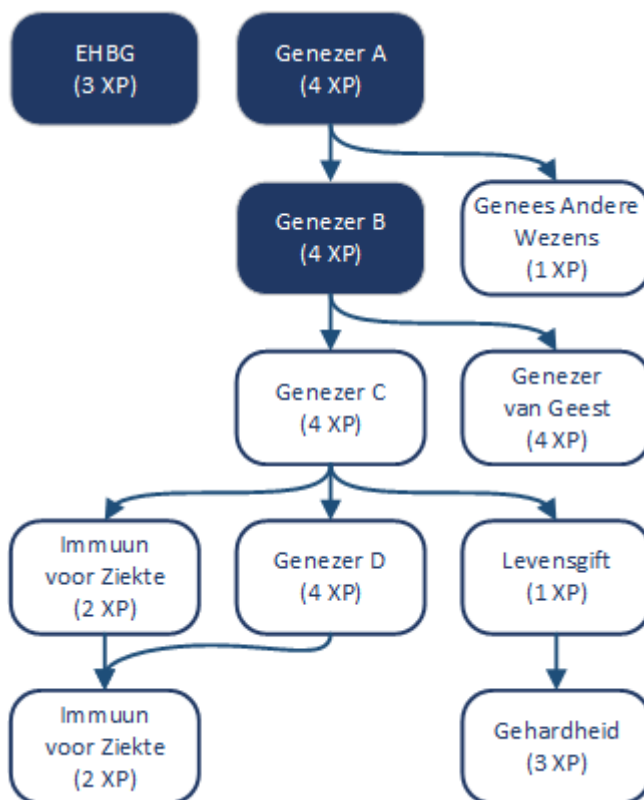 EHBG
(3 XP)
Genezer A
(4 XP)
Genezer B
(4 XP)
Genees Andere
Wezens
(1 XP)
Genezer C
(4 XP)
Genezer
van Geest
(4 XP)
Immuun
voor Ziekte
(2 XP)
Genezer D
(4 XP)
Levensgift
(1 XP)
Immuun
voor Ziekte
(2 XP)
Gehardheid
(3 XP)